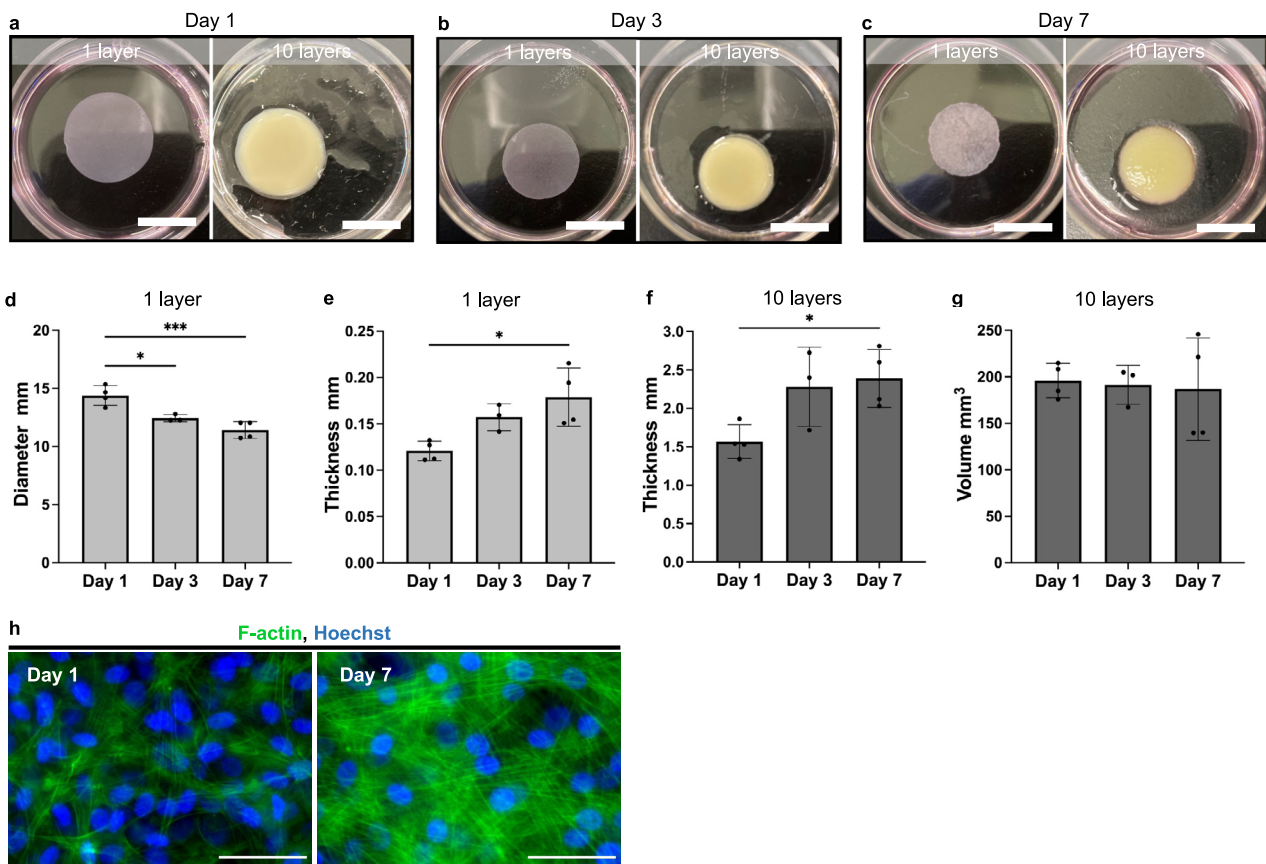 a Day 1
1 layer 10 layers
b Day 3
1 layers 10 layers
c Day 7
1 layers 10 layers
d 1 layer
Diameter mm
20
15
10
5
0
***
*
Day 1 Day 3 Day 7
e 1 layer
Thickness mm
0.25
0.20
0.15
0.10
0.05
0.00
*
Day 1 Day 3 Day 7
f 10 layers
Thickness mm
3.0
2.5
2.0
1.5
1.0
0.5
0.0
*
Day 1 Day 3 Day 7
g 10 layers
Volume mm³
250
200
150
100
50
0
Day 1 Day 3 Day 7
h F-actin, Hoechst
Day 1 Day 7